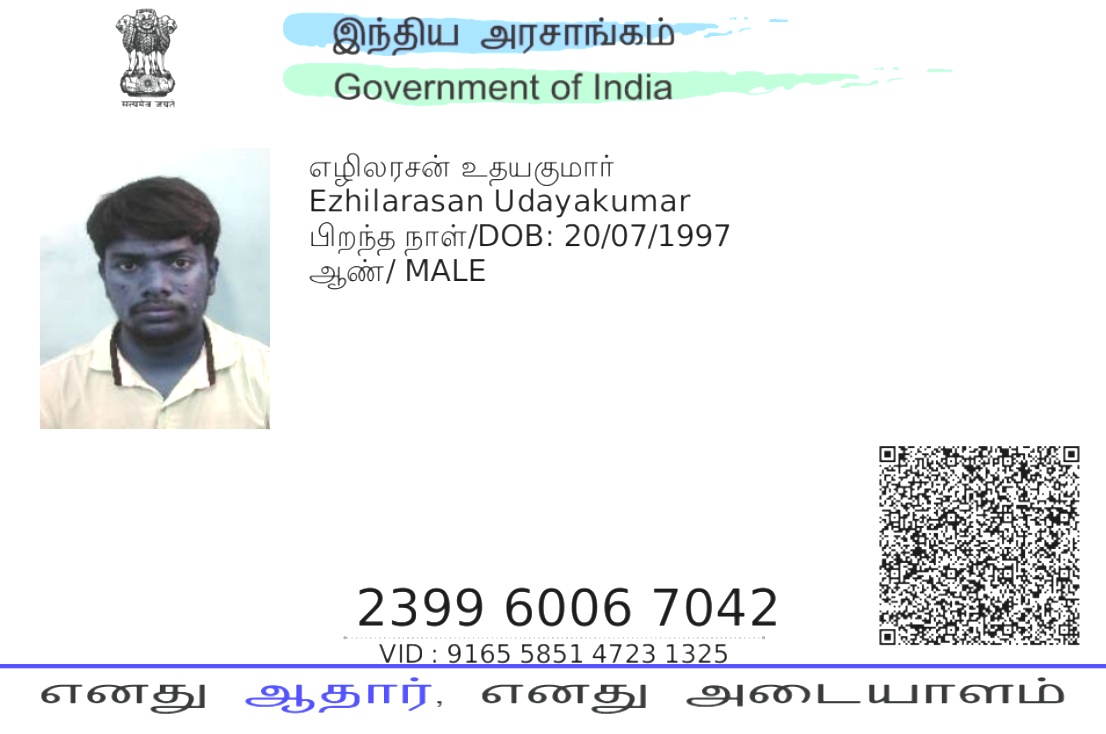 सत्यमेव जयते
இந்திய அரசாங்கம்
Government of India
எழிலரசன் உதயகுமார்
Ezhilarasan Udayakumar
பிறந்த நாள்/DOB: 20/07/1997
ஆண்/ MALE
2399 6006 7042
VID : 9165 5851 4723 1325
எனது ஆதார், எனது அடையாளம்